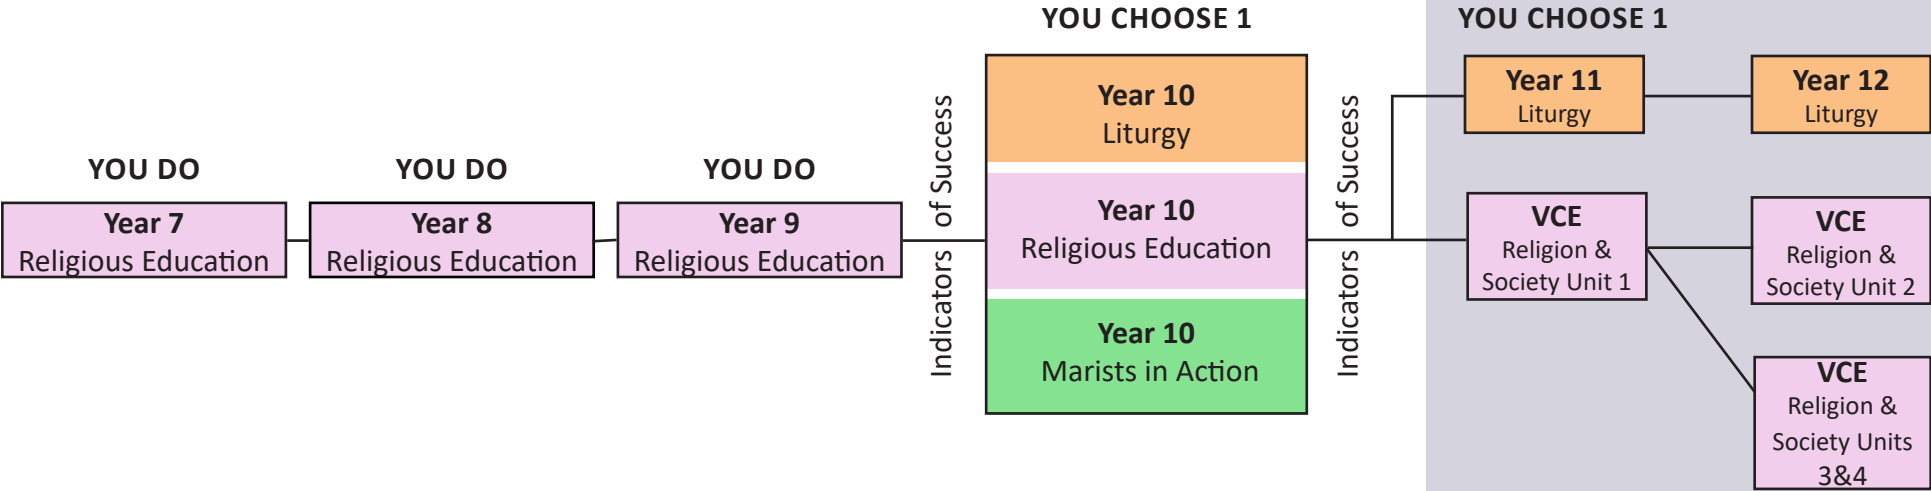 YOU DO
Year 7
Religious Education
YOU DO
Year 8
Religious Education
YOU DO
Year 9
Religious Education
Indicators of Success
YOU CHOOSE 1
Year 10
Liturgy
Year 10
Religious Education
Year 10
Marists in Action
Indicators of Success
YOU CHOOSE 1
Year 11
Liturgy
Year 12
Liturgy
VCE
Religion &
Society Unit 1
VCE
Religion &
Society Unit 2
VCE
Religion &
Society Units
3&4